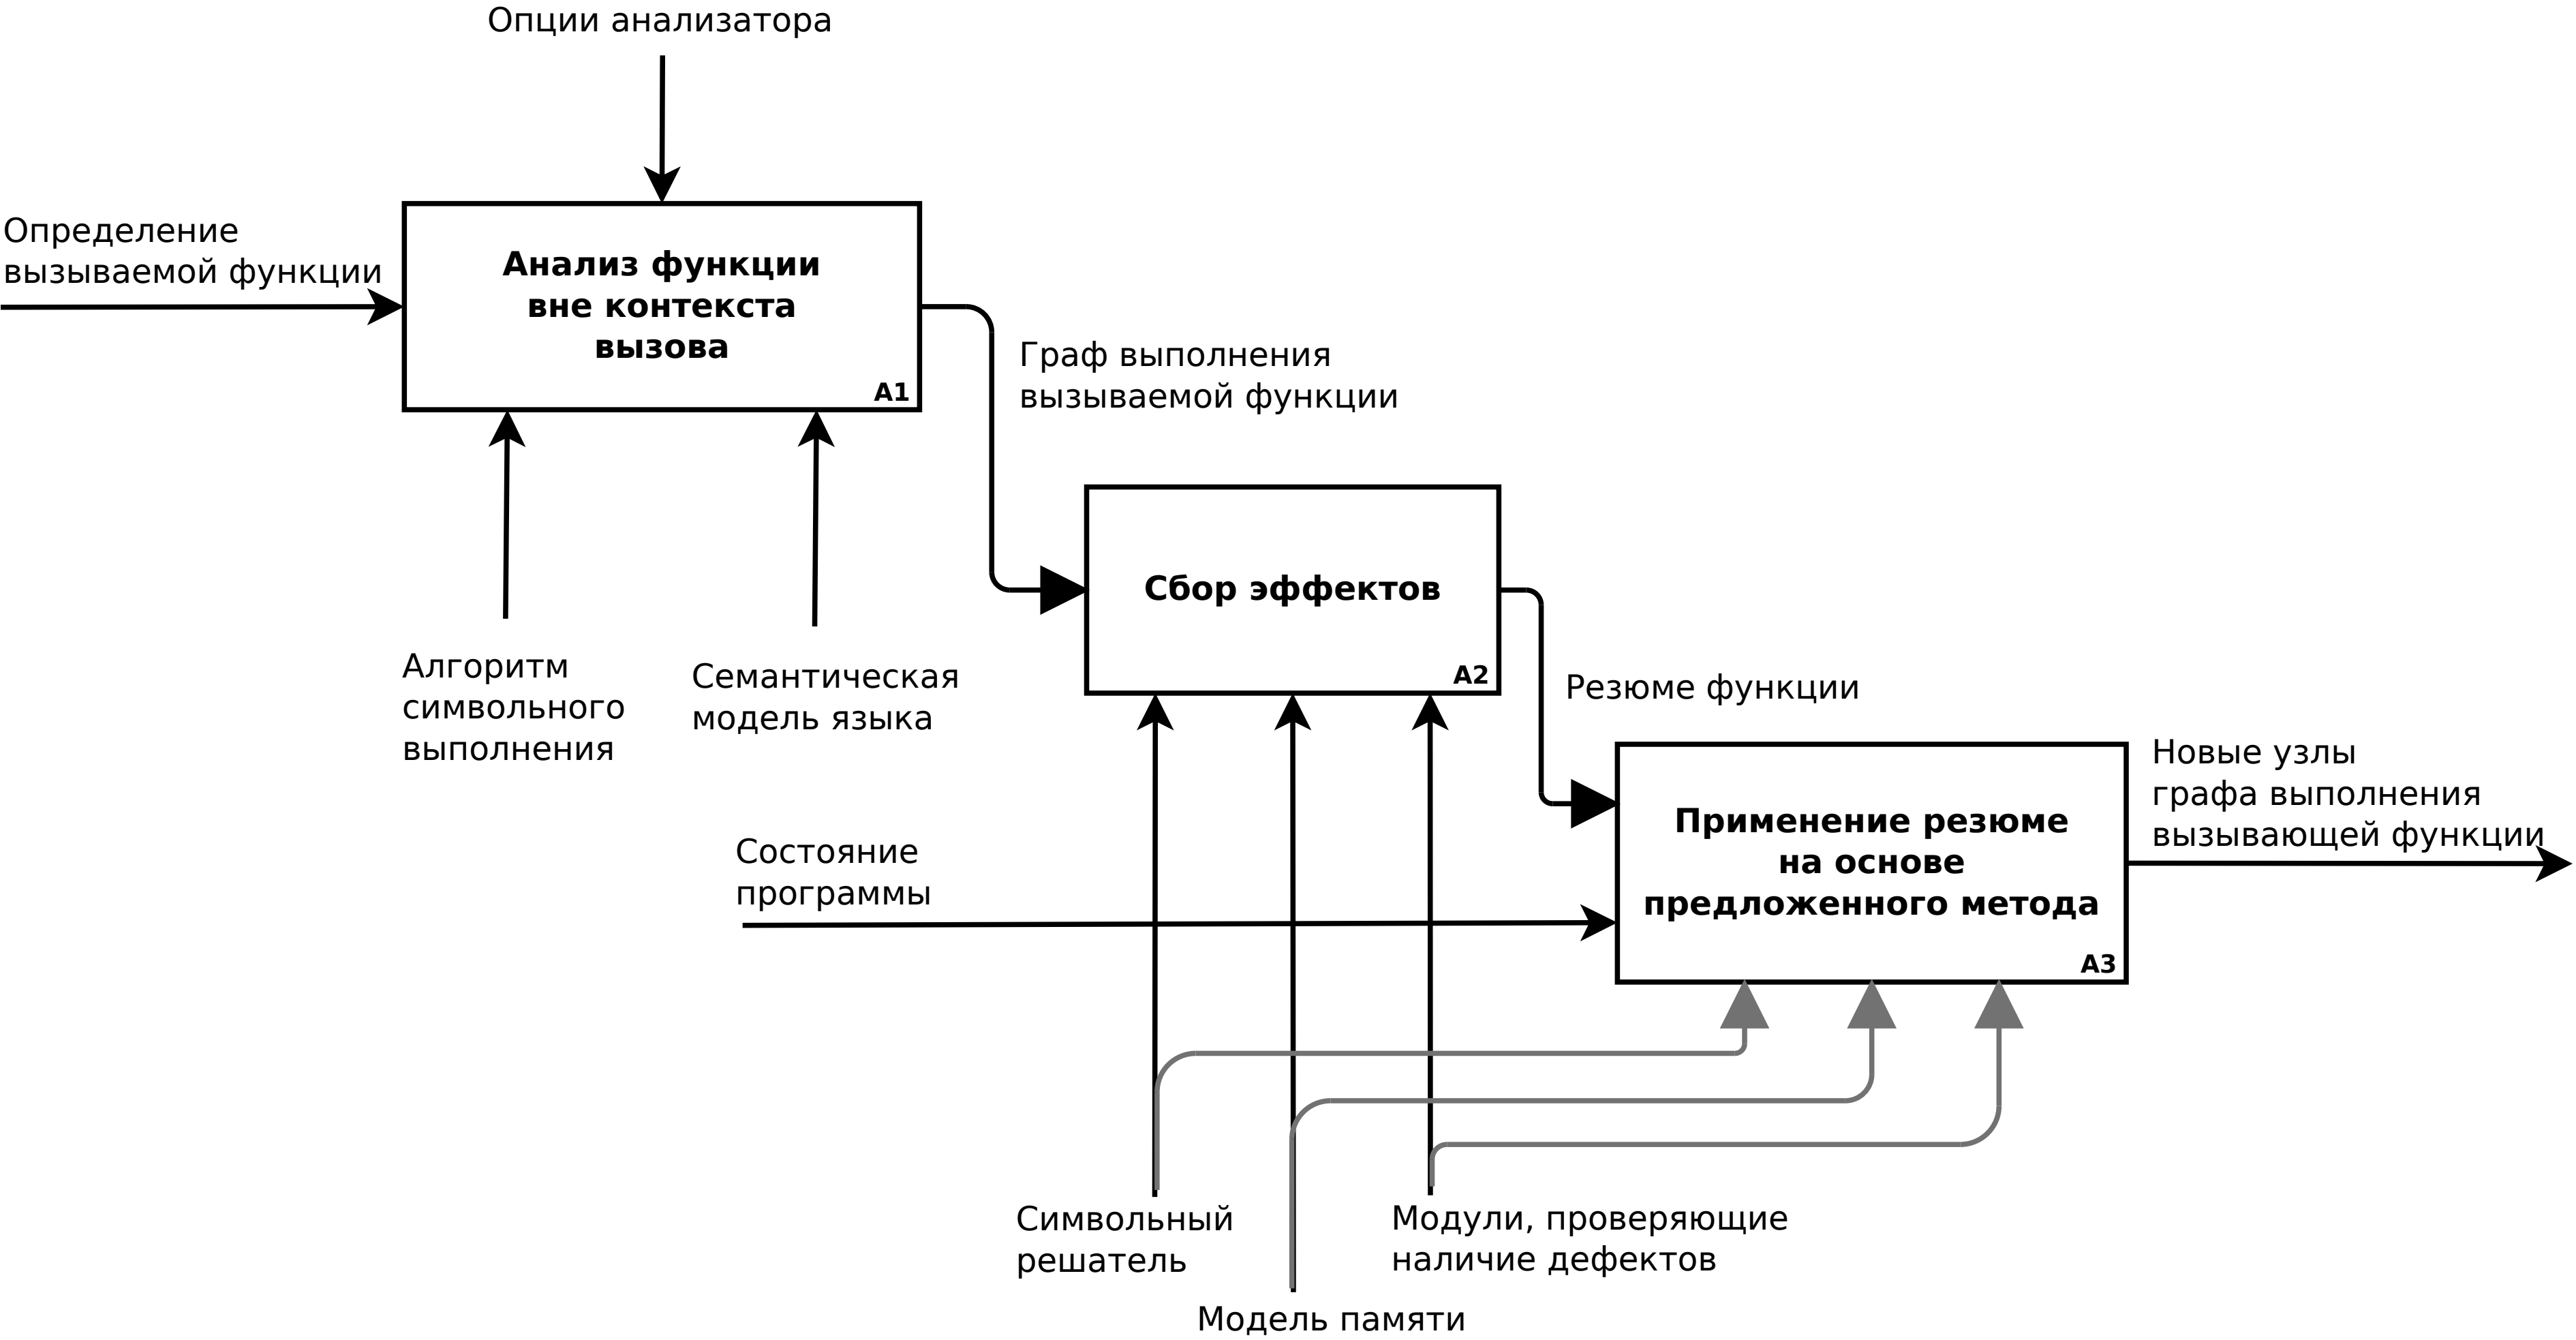 Опции анализатора
Определение
вызываемой функции
Анализ функции
вне контекста
вызова
A1
Граф выполнения
вызываемой функции
Сбор эффектов
A2
Алгоритм
символьного
выполнения
Семантическая
модель языка
Резюме функции
Применение резюме
на основе
предложенного метода
A3
Новые узлы
графа выполнения
вызывающей функции
Состояние
программы
Символьный
решатель
Модули, проверяющие
наличие дефектов
Модель памяти